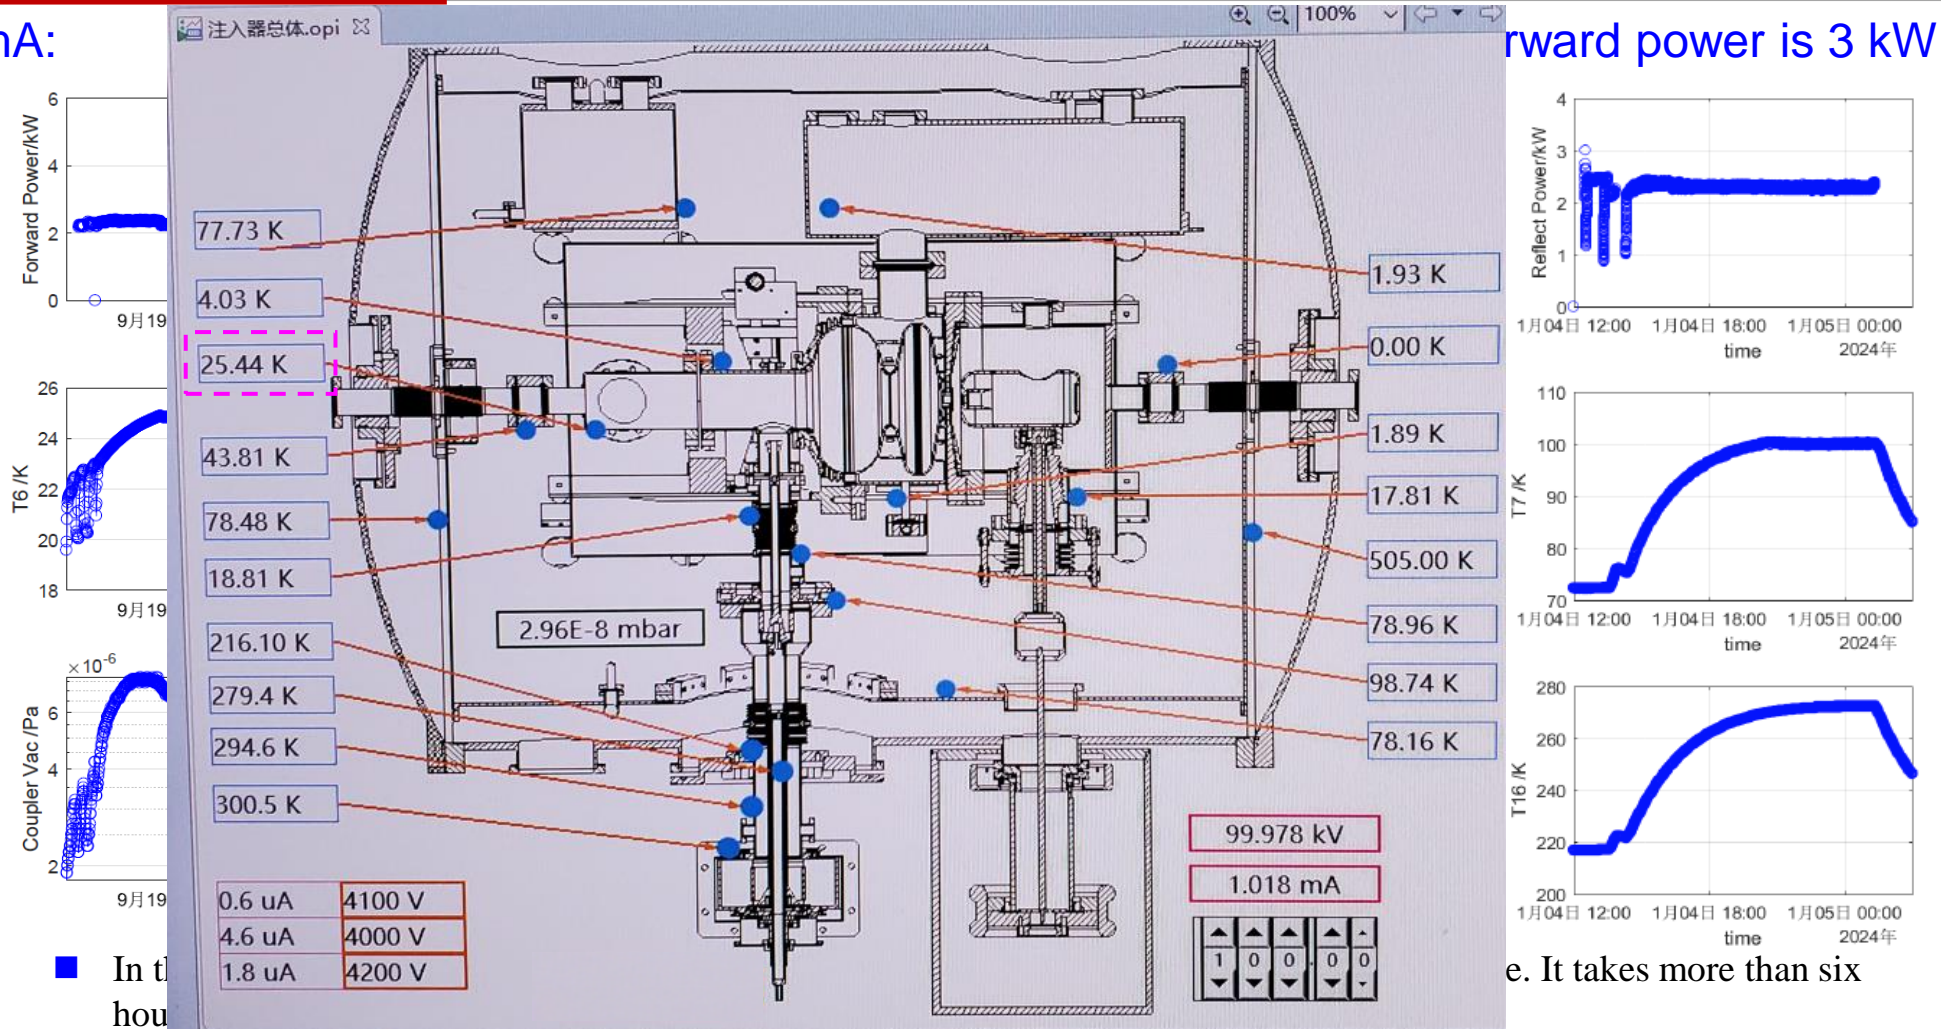 nA:
rward power is 3 kW
注入器总体.opi
100%
Forward Power/kW
6
4
2
0
9月19
T6 /K
26
24
22
20
18
9月19
×10-6
Coupler Vac /Pa
6
4
2
9月19
77.73 K
4.03 K
25.44 K
43.81 K
78.48 K
18.81 K
216.10 K
279.4 K
294.6 K
300.5 K
2.96E-8 mbar
1.93 K
0.00 K
1.89 K
17.81 K
505.00 K
78.96 K
98.74 K
78.16 K
99.978 kV
1.018 mA
1 0 0 . 0 0
0.6 uA 4100 V
4.6 uA 4000 V
1.8 uA 4200 V
Reflect Power/kW
4
3
2
1
0
1月04日 12:00 1月04日 18:00 1月05日 00:00
time 2024年
T7 /K
110
100
90
80
70
1月04日 12:00 1月04日 18:00 1月05日 00:00
time 2024年
T16 /K
280
260
240
220
200
1月04日 12:00 1月04日 18:00 1月05日 00:00
time 2024年
In t
e. It takes more than six
hou